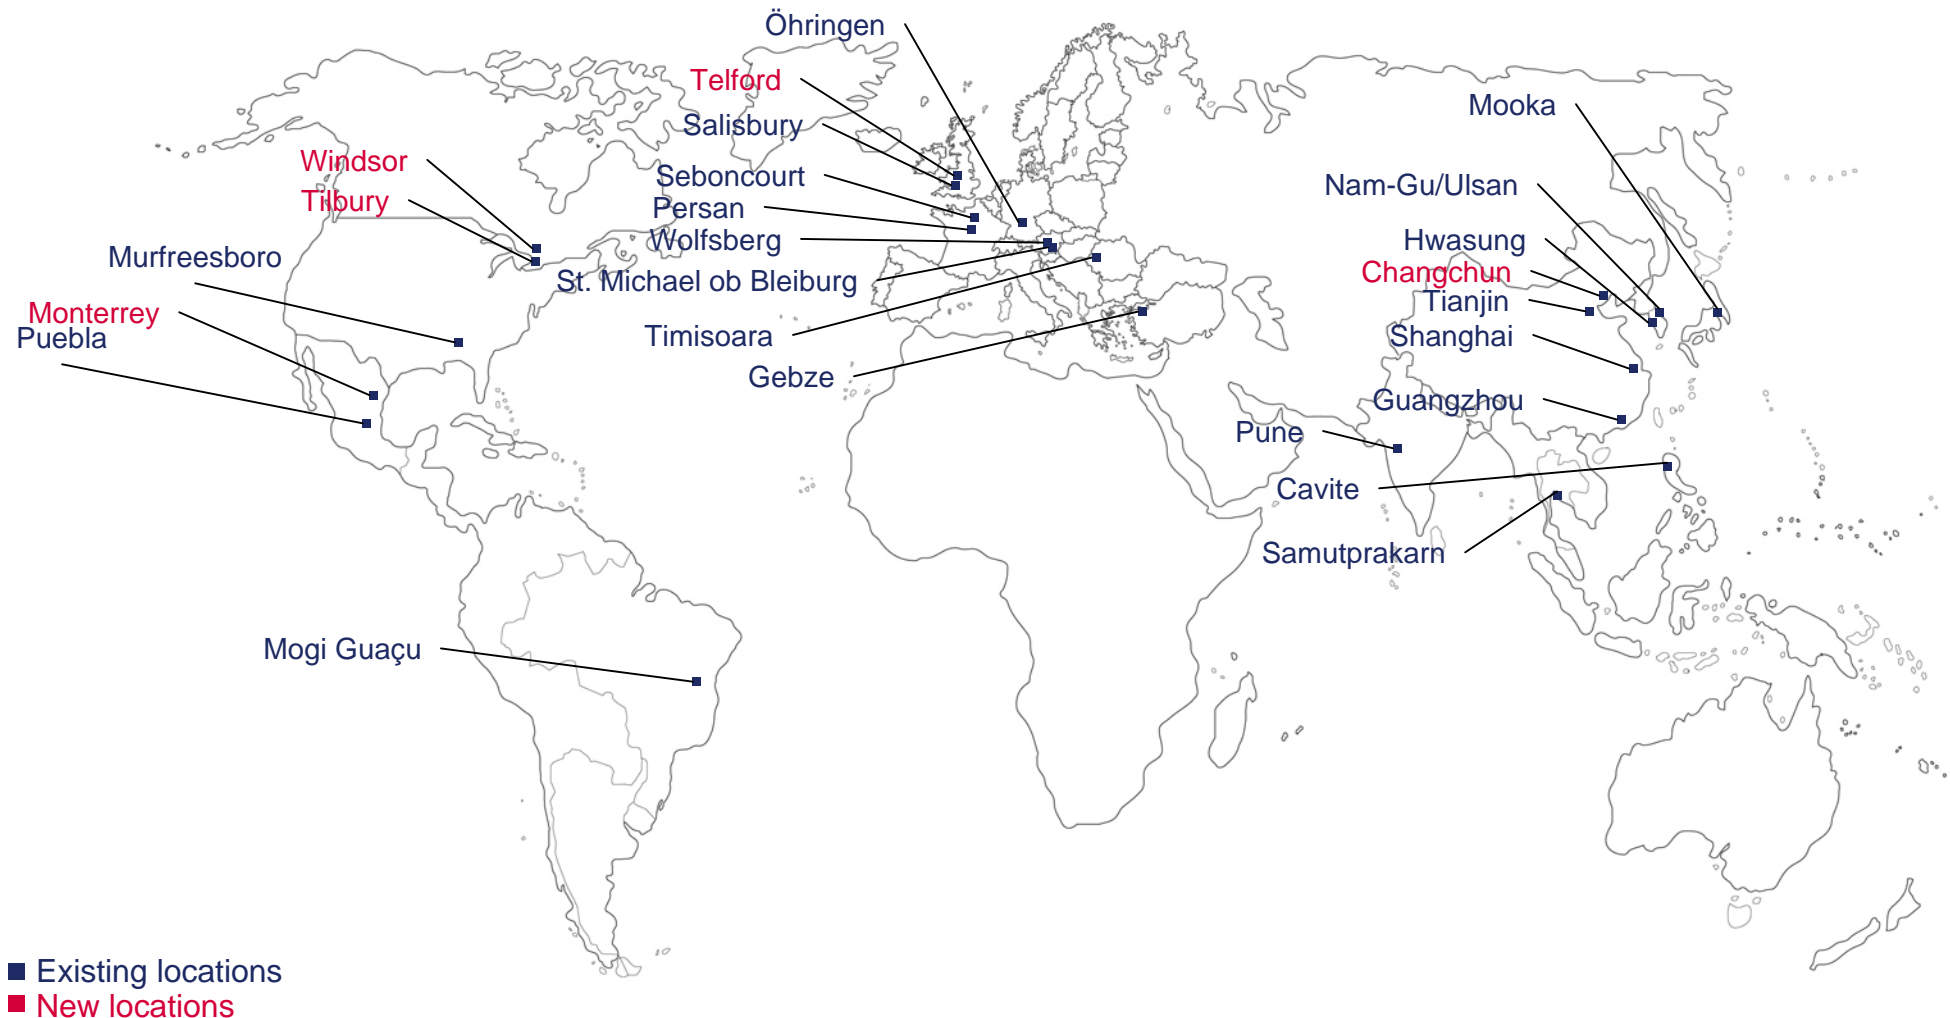 Öhringen
Telford
Salisbury
Seboncourt
Persan
Wolfsberg
St. Michael ob Bleiburg
Timisoara
Gebze
Windsor
Tilbury
Murfreesboro
Monterrey
Puebla
Mogi Guaçu
Mooka
Nam-Gu/Ulsan
Hwasung
Changchun
Tianjin
Shanghai
Guangzhou
Pune
Cavite
Samutprakarn
Existing locations
New locations